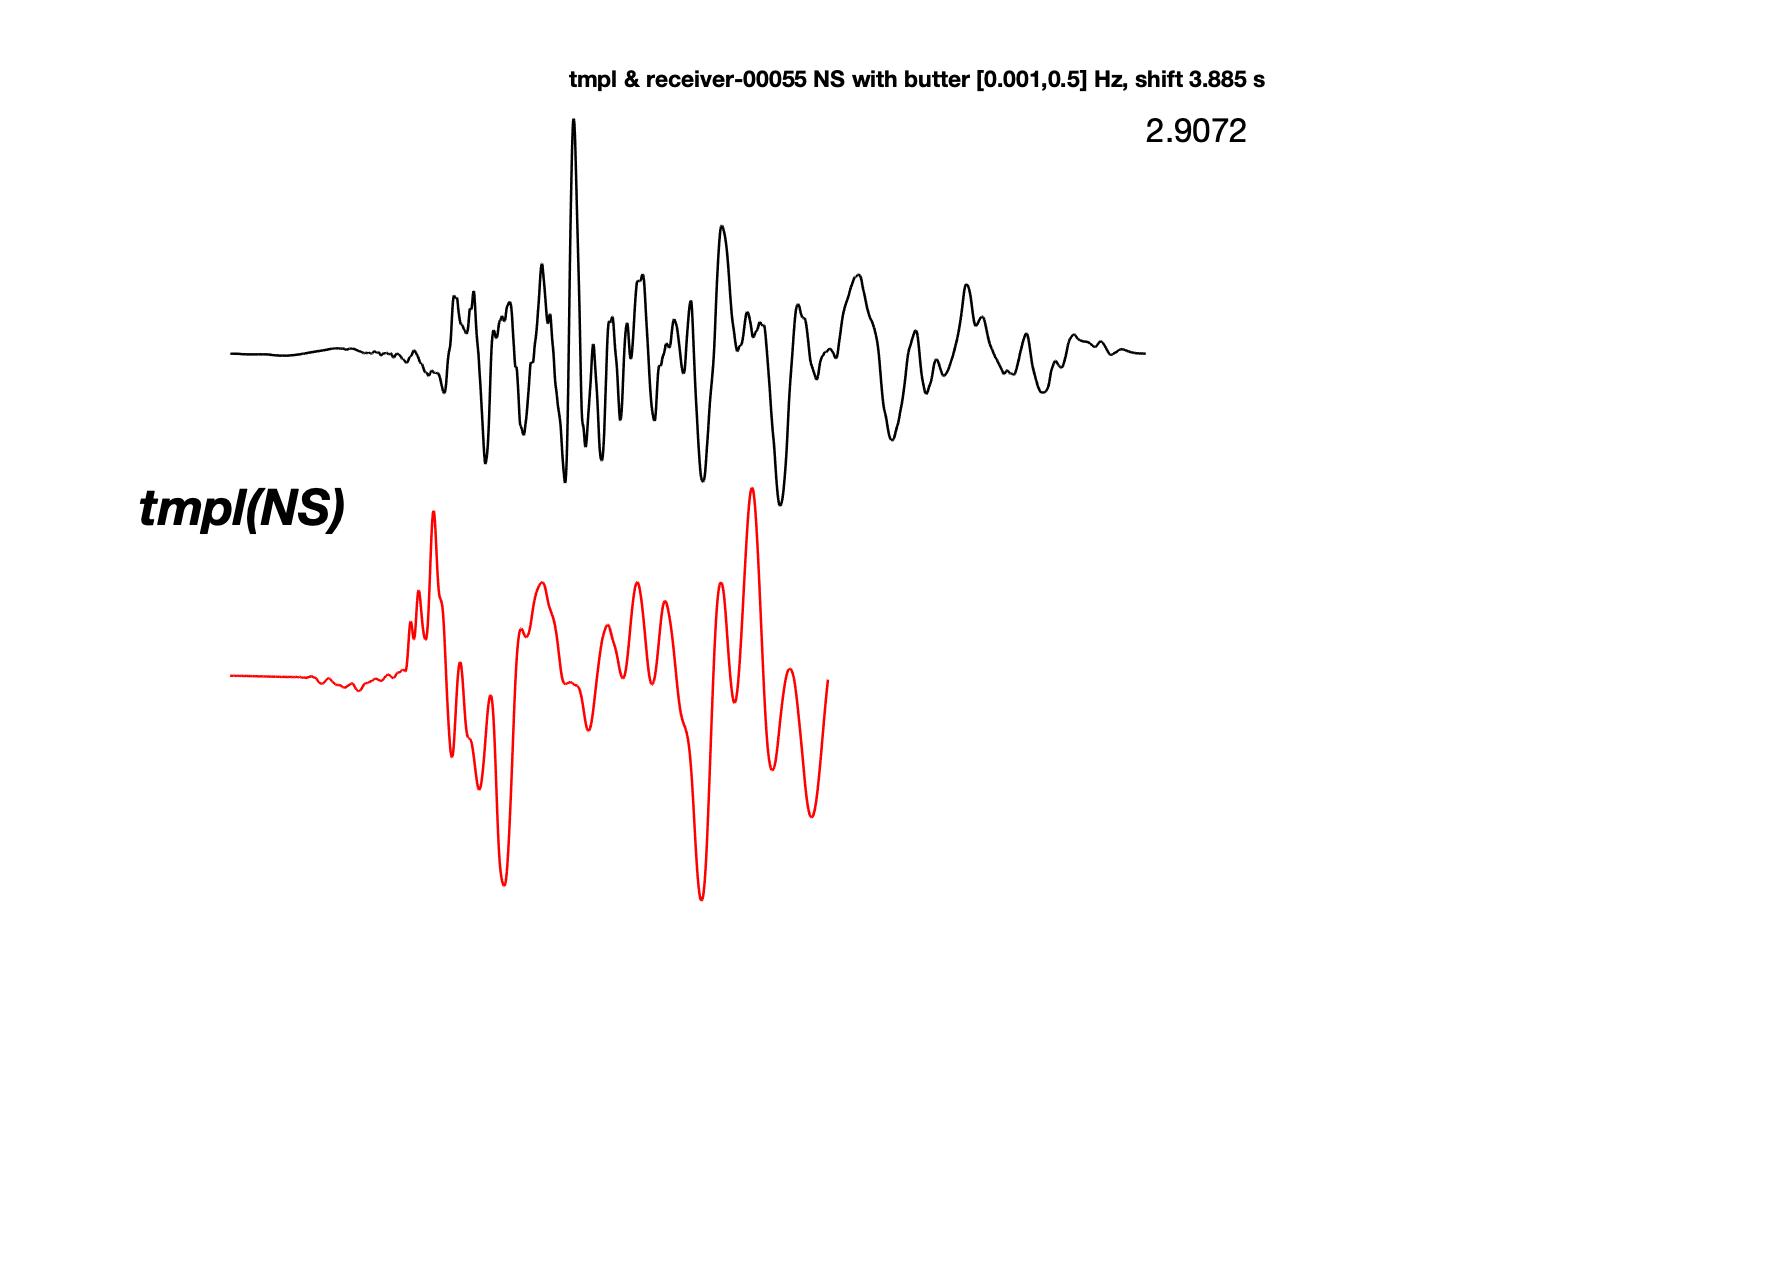 tmpl & receiver-00055 NS with butter [0.001,0.5] Hz, shift 3.885 s
2.9072
tmpl(NS)